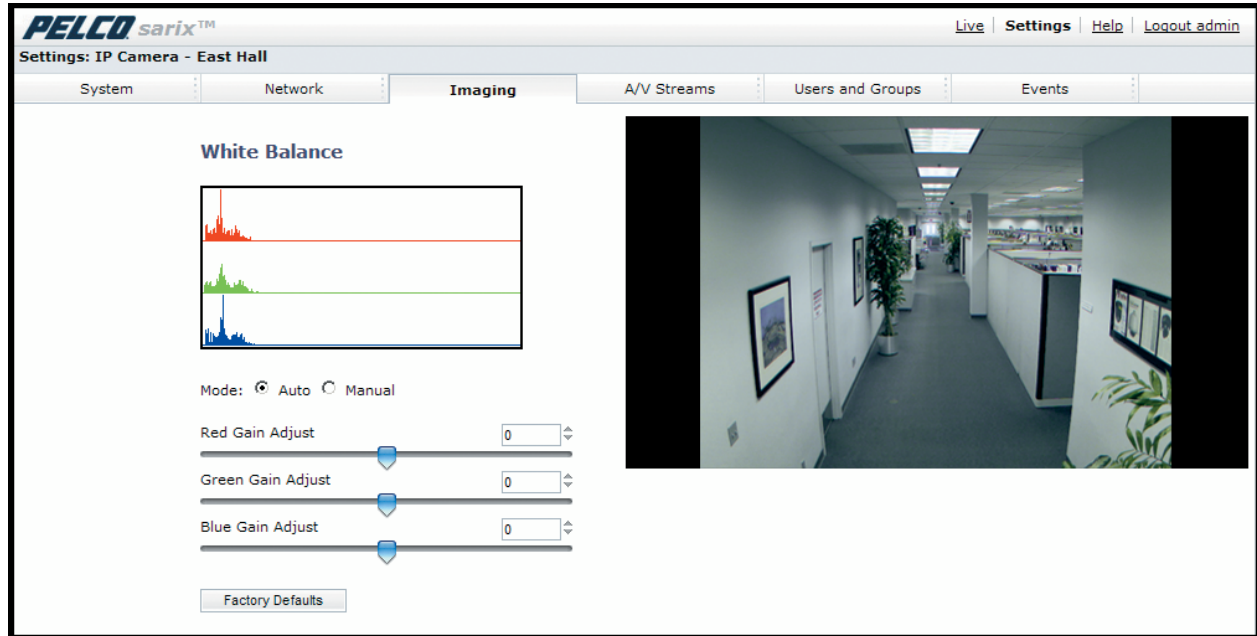 PELCO sarix™
Live | Settings | Help | Logout admin
Settings: IP Camera - East Hall
System
Network
Imaging
A/V Streams
Users and Groups
Events
White Balance
Mode: Auto Manual
Red Gain Adjust 0
Green Gain Adjust 0
Blue Gain Adjust 0
Factory Defaults